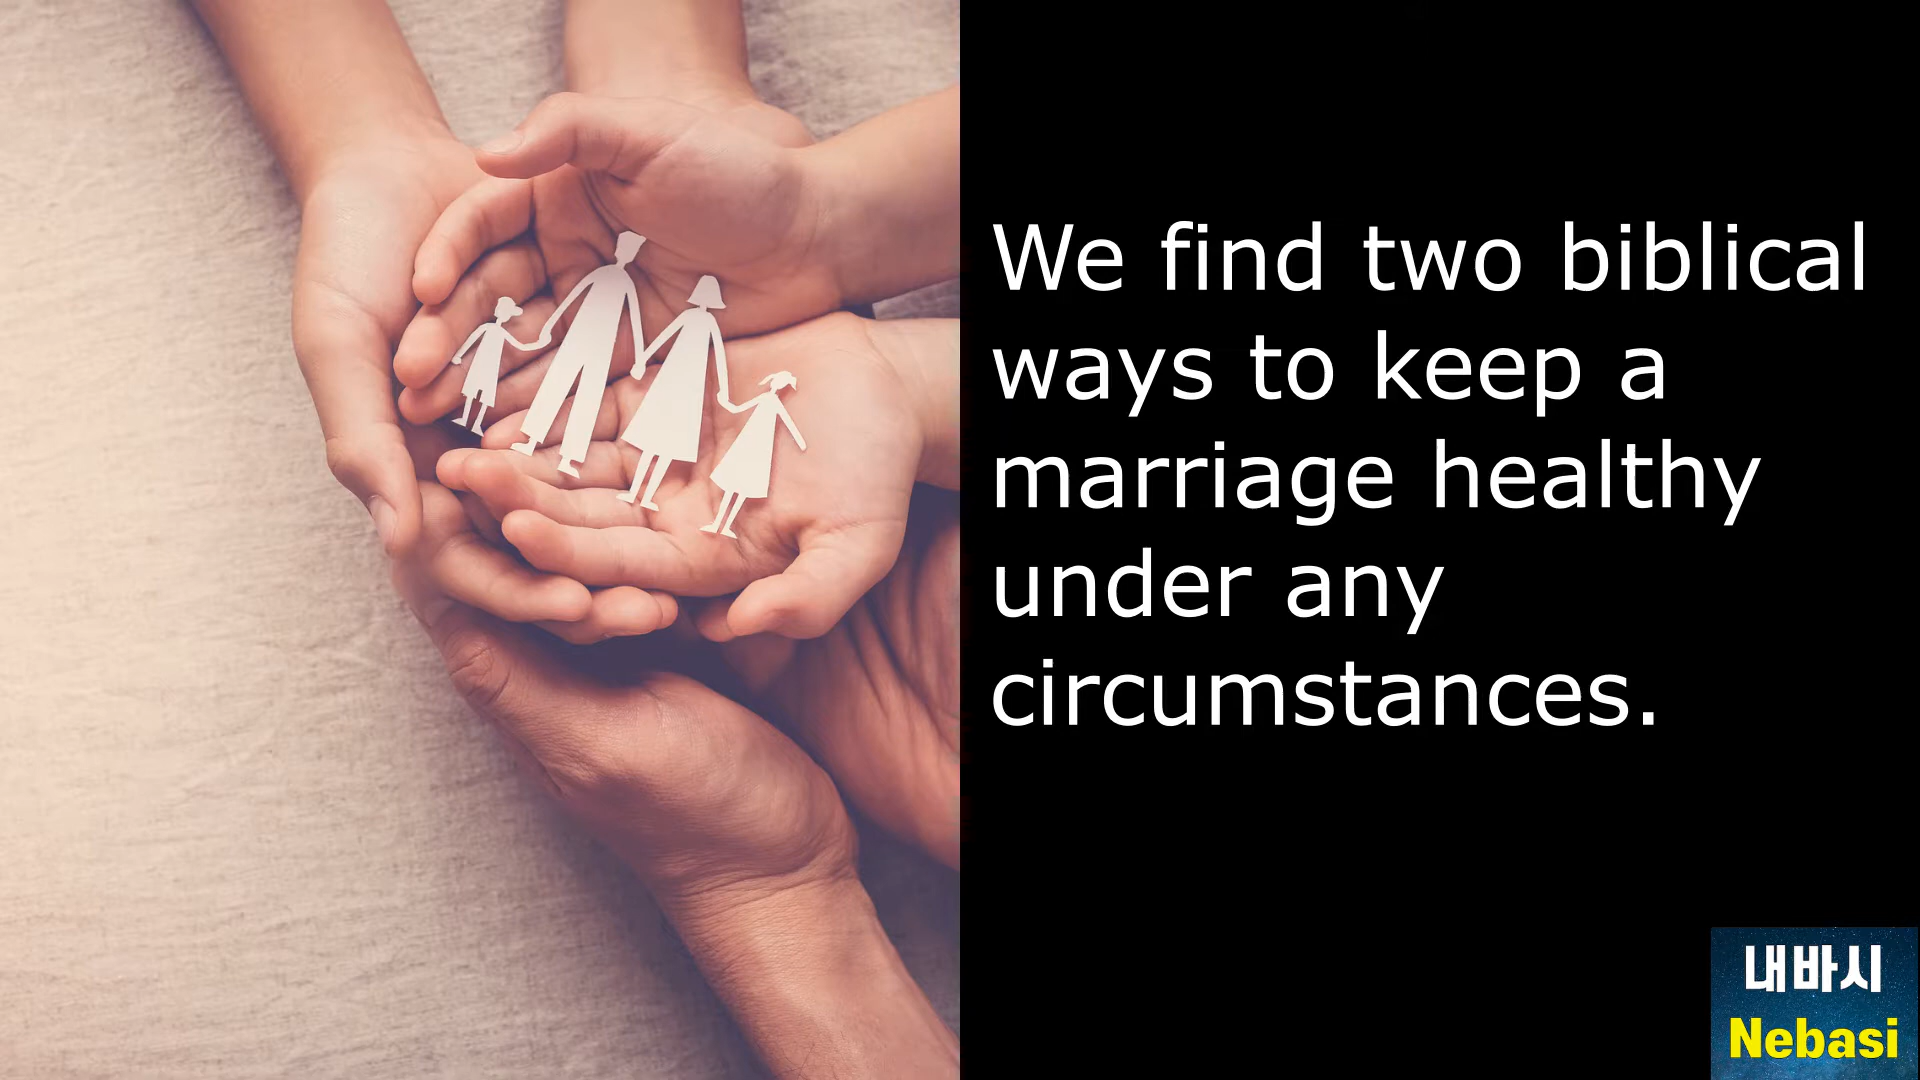 We find two biblical
ways to keep a
marriage healthy
under any
circumstances.
내바시
Nebasi